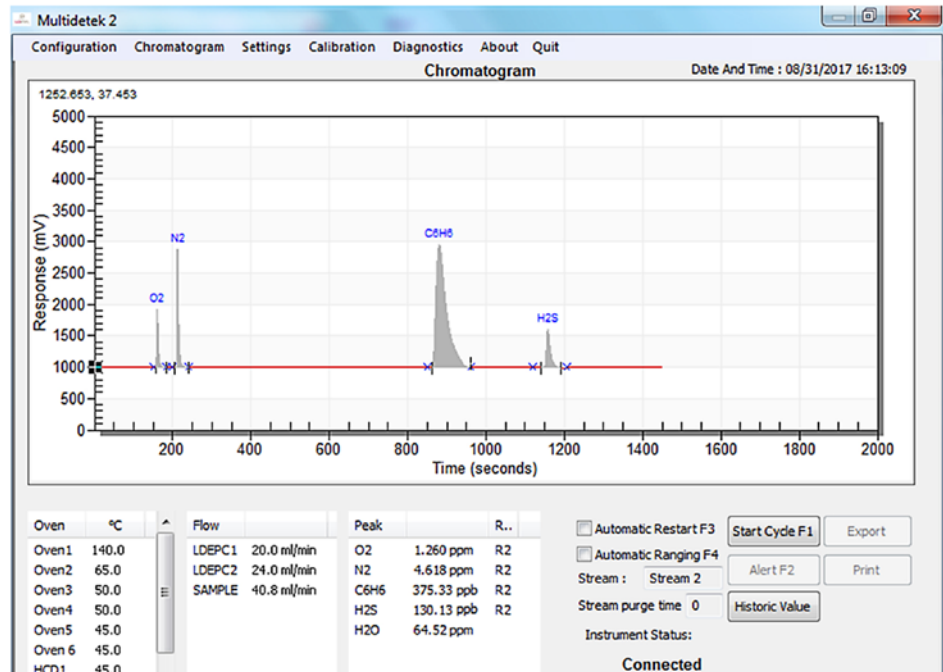 Multidetek 2
Configuration Chromatogram Settings Calibration Diagnostics About Quit
Chromatogram
Date And Time : 08/31/2017 16:13:09
1252.653, 37.453
5000
4500
4000
3500
3000
2500
2000
1500
1000
500
0
Response (mV)
O2
N2
C6H6
H2S
200 400 600 800 1000 1200 1400 1600 1800 2000
Time (seconds)
Oven °C
Oven1 140.0
Oven2 65.0
Oven3 50.0
Oven4 50.0
Oven5 45.0
Oven 6 45.0
HCD1 45.0
Flow
LDEPC1 20.0 ml/min
LDEPC2 24.0 ml/min
SAMPLE 40.8 ml/min
Peak R..
O2 1.260 ppm R2
N2 4.618 ppm R2
C6H6 375.33 ppb R2
H2S 130.13 ppb R2
H2O 64.52 ppm
Automatic Restart F3
Automatic Ranging F4
Stream : Stream 2
Stream purge time 0
Start Cycle F1 Export
Alert F2 Print
Historic Value
Instrument Status:
Connected